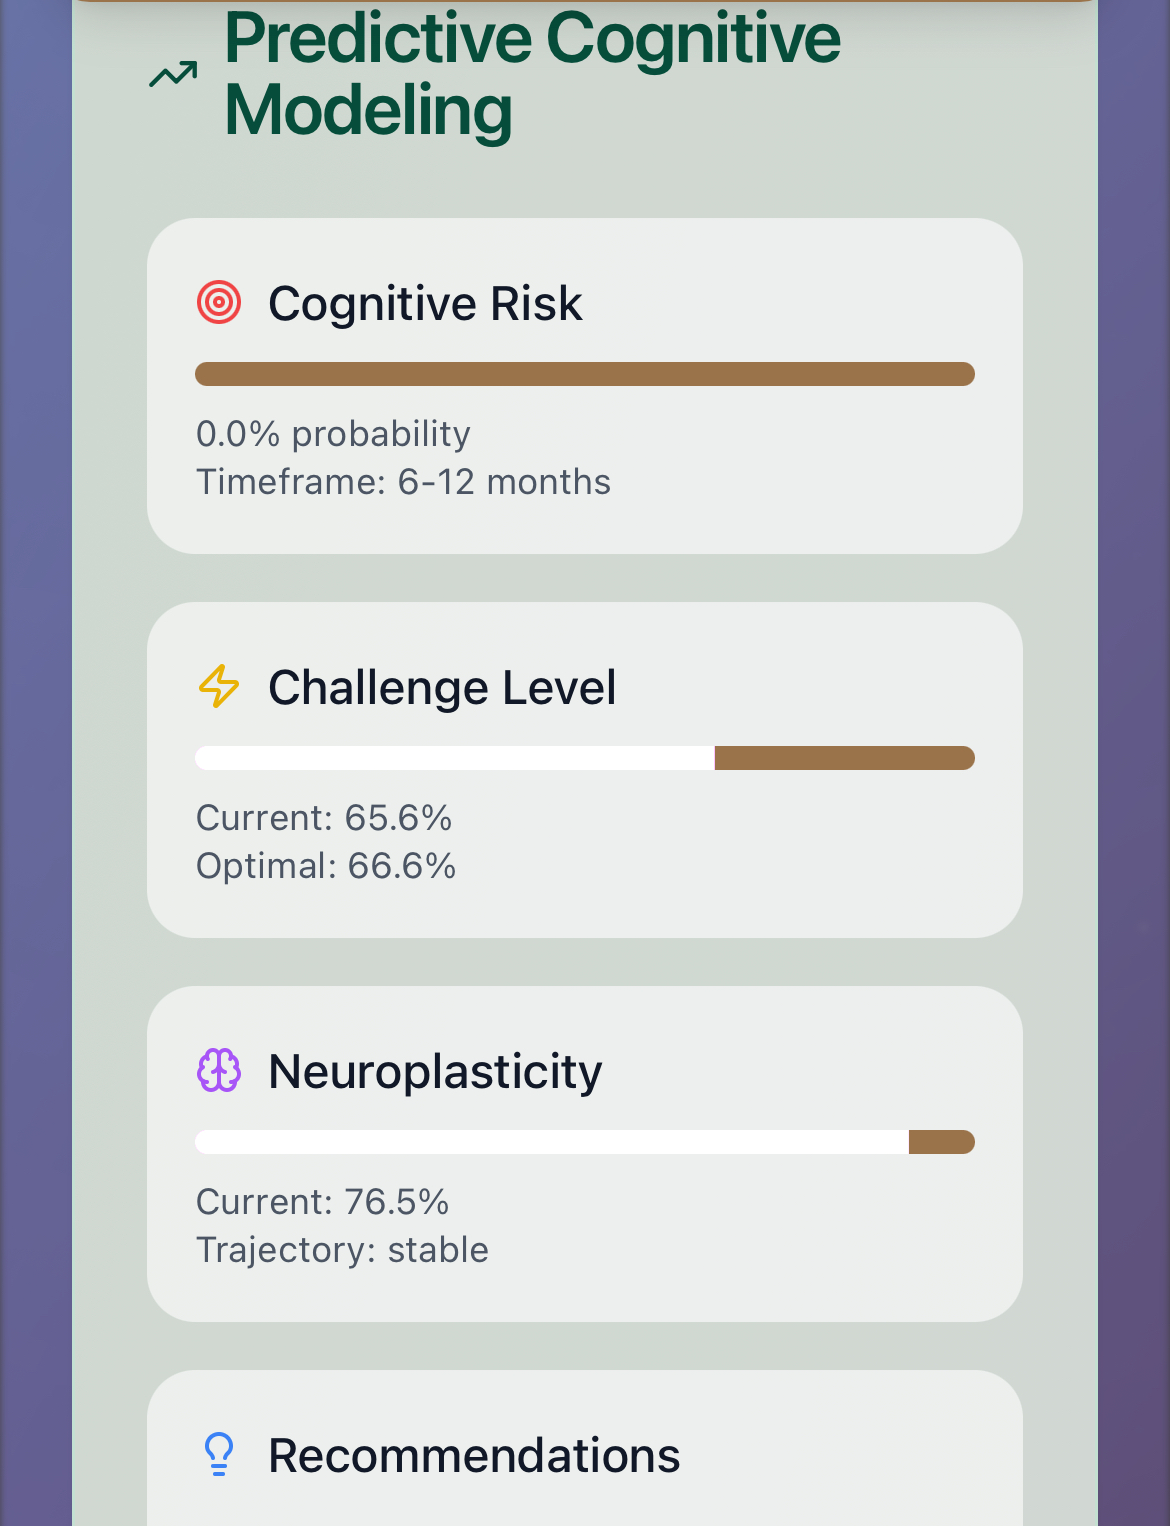 Predictive Cognitive
Modeling
Cognitive Risk
0.0% probability
Timeframe: 6-12 months
Challenge Level
Current: 65.6%
Optimal: 66.6%
Neuroplasticity
Current: 76.5%
Trajectory: stable
Recommendations